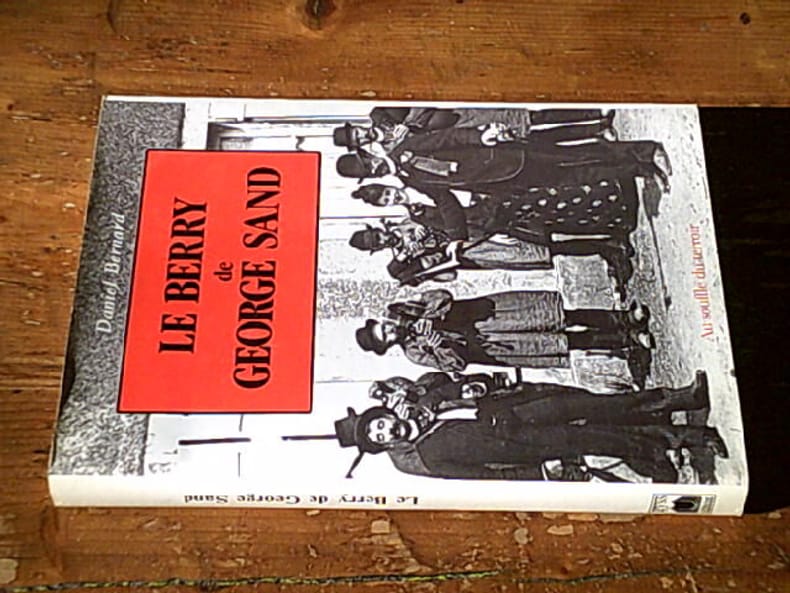 Daniel Bernard
LE BERRY
de
GEORGE SAND
Au souffle du terroir
Le Berry de George Sand